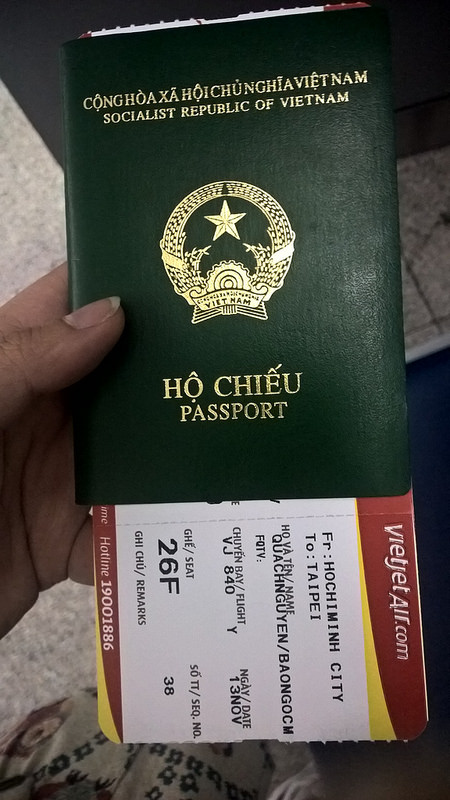 CỘNG HÒA XÃ HỘI CHỦ NGHĨA VIỆT NAM
SOCIALIST REPUBLIC OF VIETNAM
VIỆT NAM
HỘ CHIẾU
PASSPORT
vietjetAir.com
Fr:HOCHIMINH CITY
To:TAIPEI
HỌ VÀ TÊN/ NAME
QUACHNGUYEN/BAONGOCM
FQTV:
CHUYẾN BAY/ FLIGHT
VJ 840 Y
NGÀY/ DATE
13NOV
GHẾ/ SEAT
26F
SỐ TT/ SEQ. NO.
38
GHI CHÚ/ REMARKS
Hotline 19001886